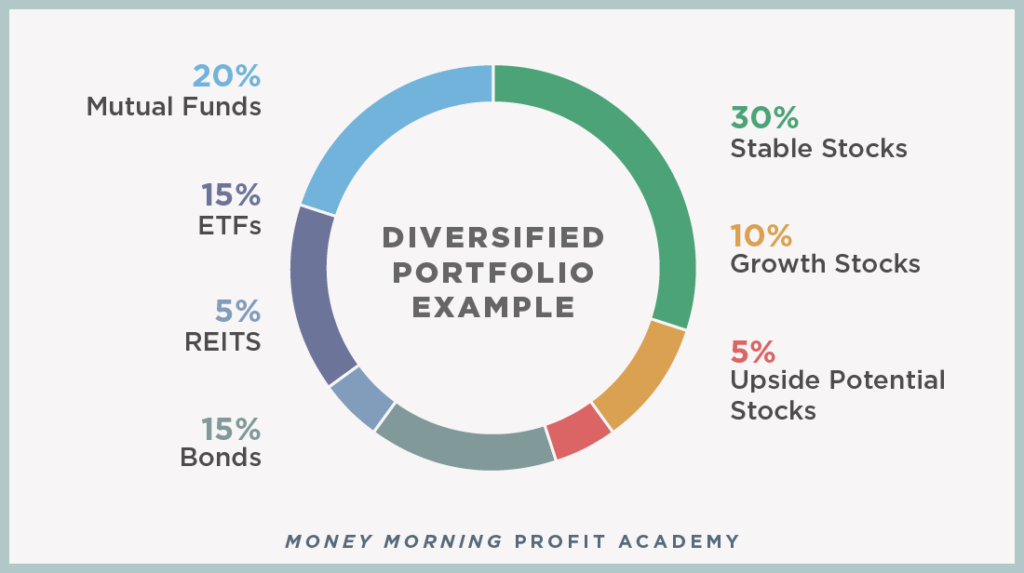 20%
Mutual Funds
15%
ETFs
5%
REITS
15%
Bonds
DIVERSIFIED
PORTFOLIO
EXAMPLE
30%
Stable Stocks
10%
Growth Stocks
5%
Upside Potential
Stocks
MONEY MORNING PROFIT ACADEMY